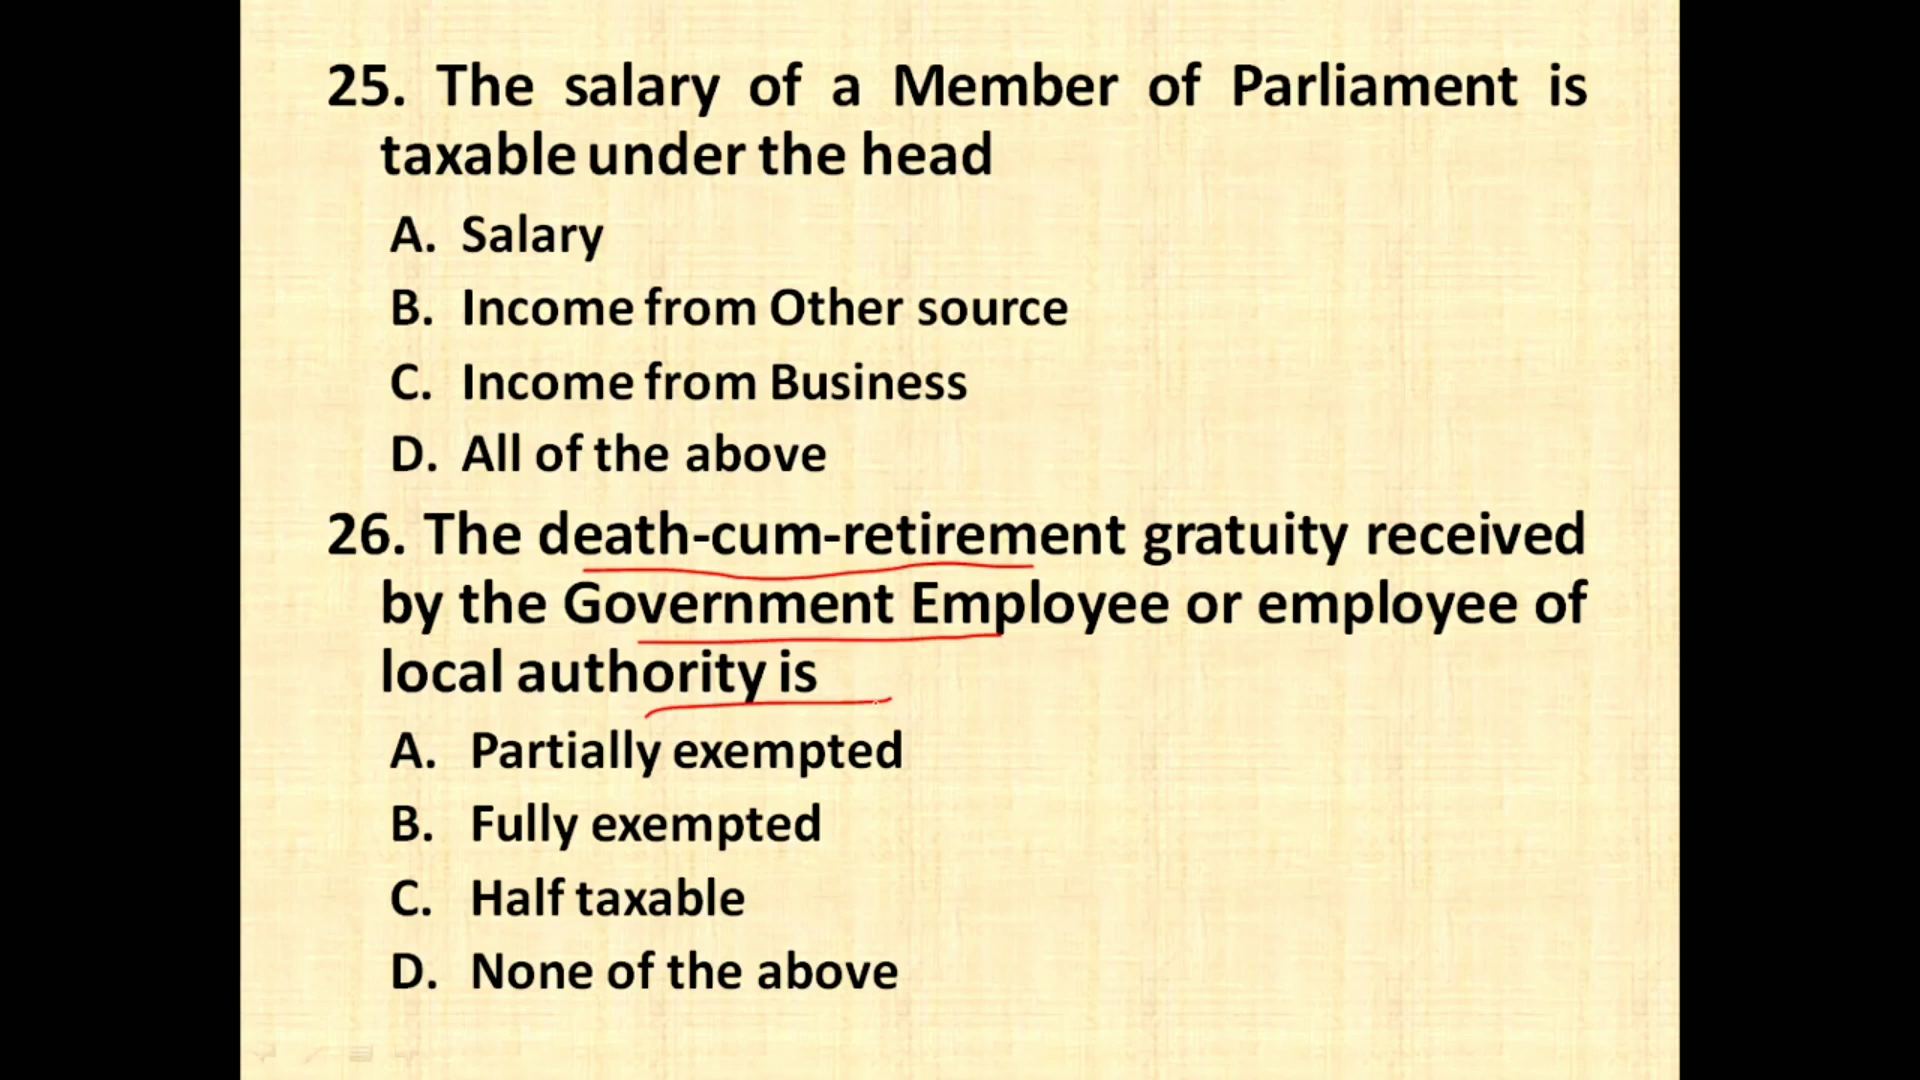 25. The salary of a Member of Parliament is
taxable under the head
A. Salary
B. Income from Other source
C. Income from Business
D. All of the above
26. The death-cum-retirement gratuity received
by the Government Employee or employee of
local authority is
A. Partially exempted
B. Fully exempted
C. Half taxable
D. None of the above